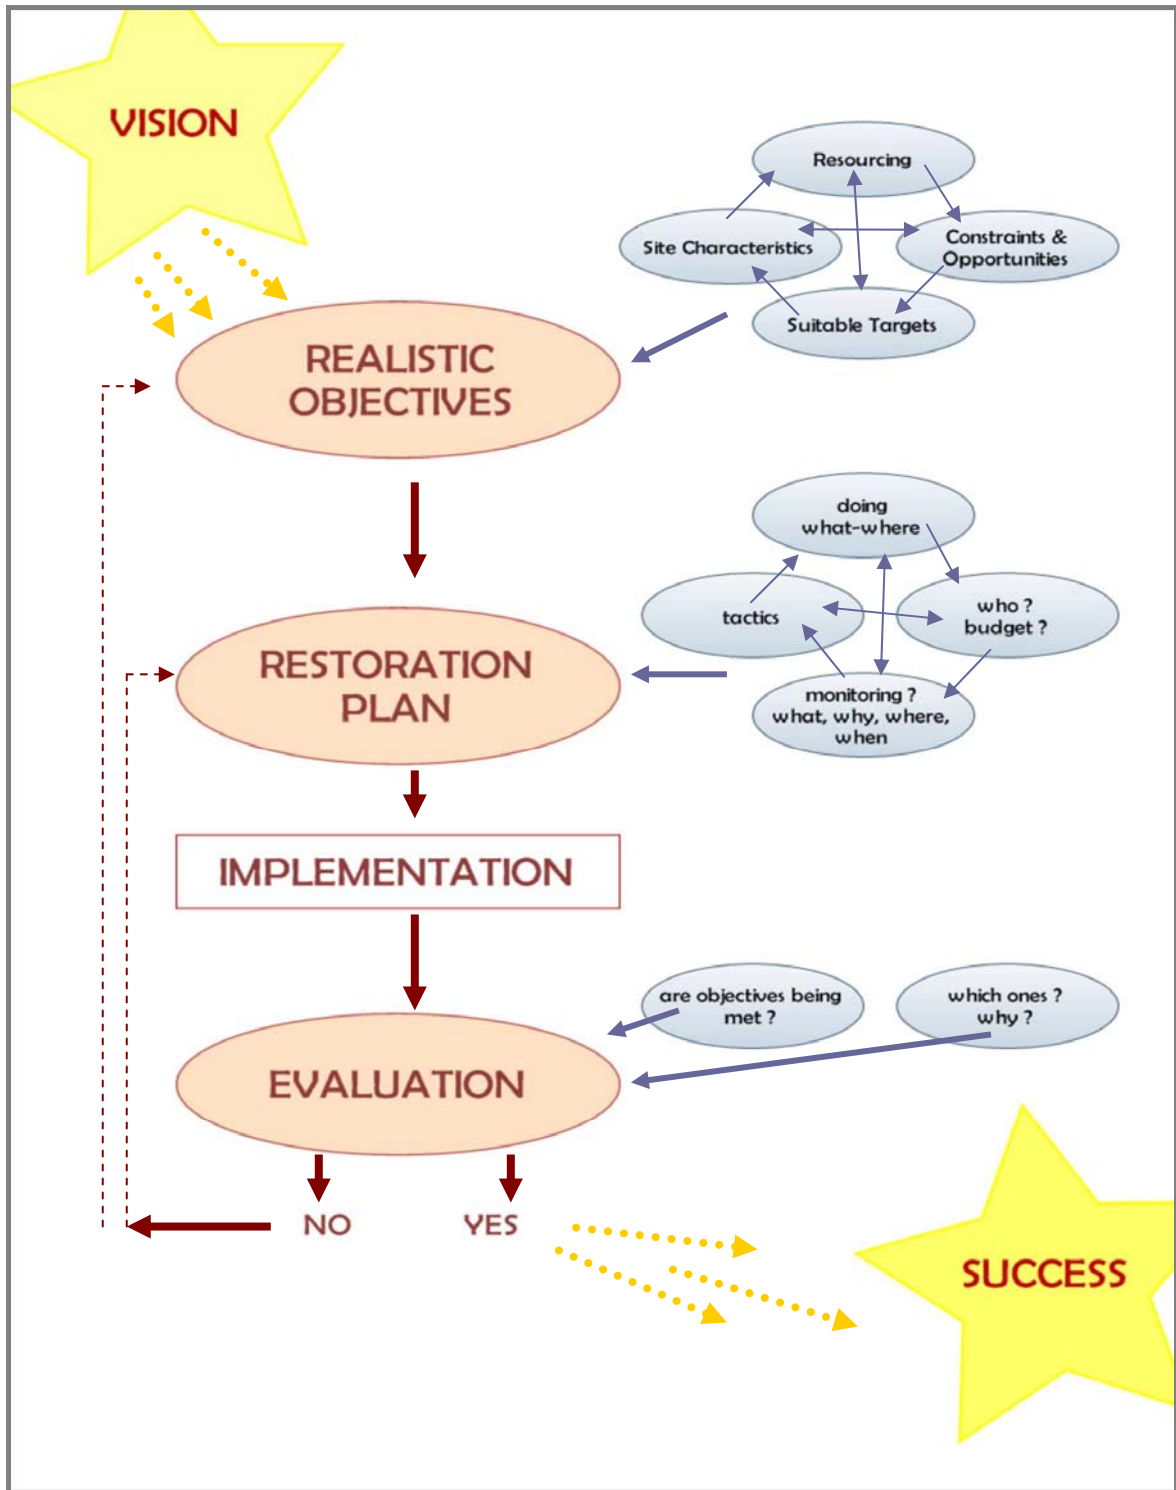 VISION
Resourcing
Site Characteristics
Constraints &
Opportunities
Suitable Targets
REALISTIC
OBJECTIVES
doing
what-where
tactics
who ?
budget ?
monitoring ?
what, why, where,
when
RESTORATION
PLAN
IMPLEMENTATION
are objectives being
met ?
which ones ?
why ?
EVALUATION
NO
YES
SUCCESS